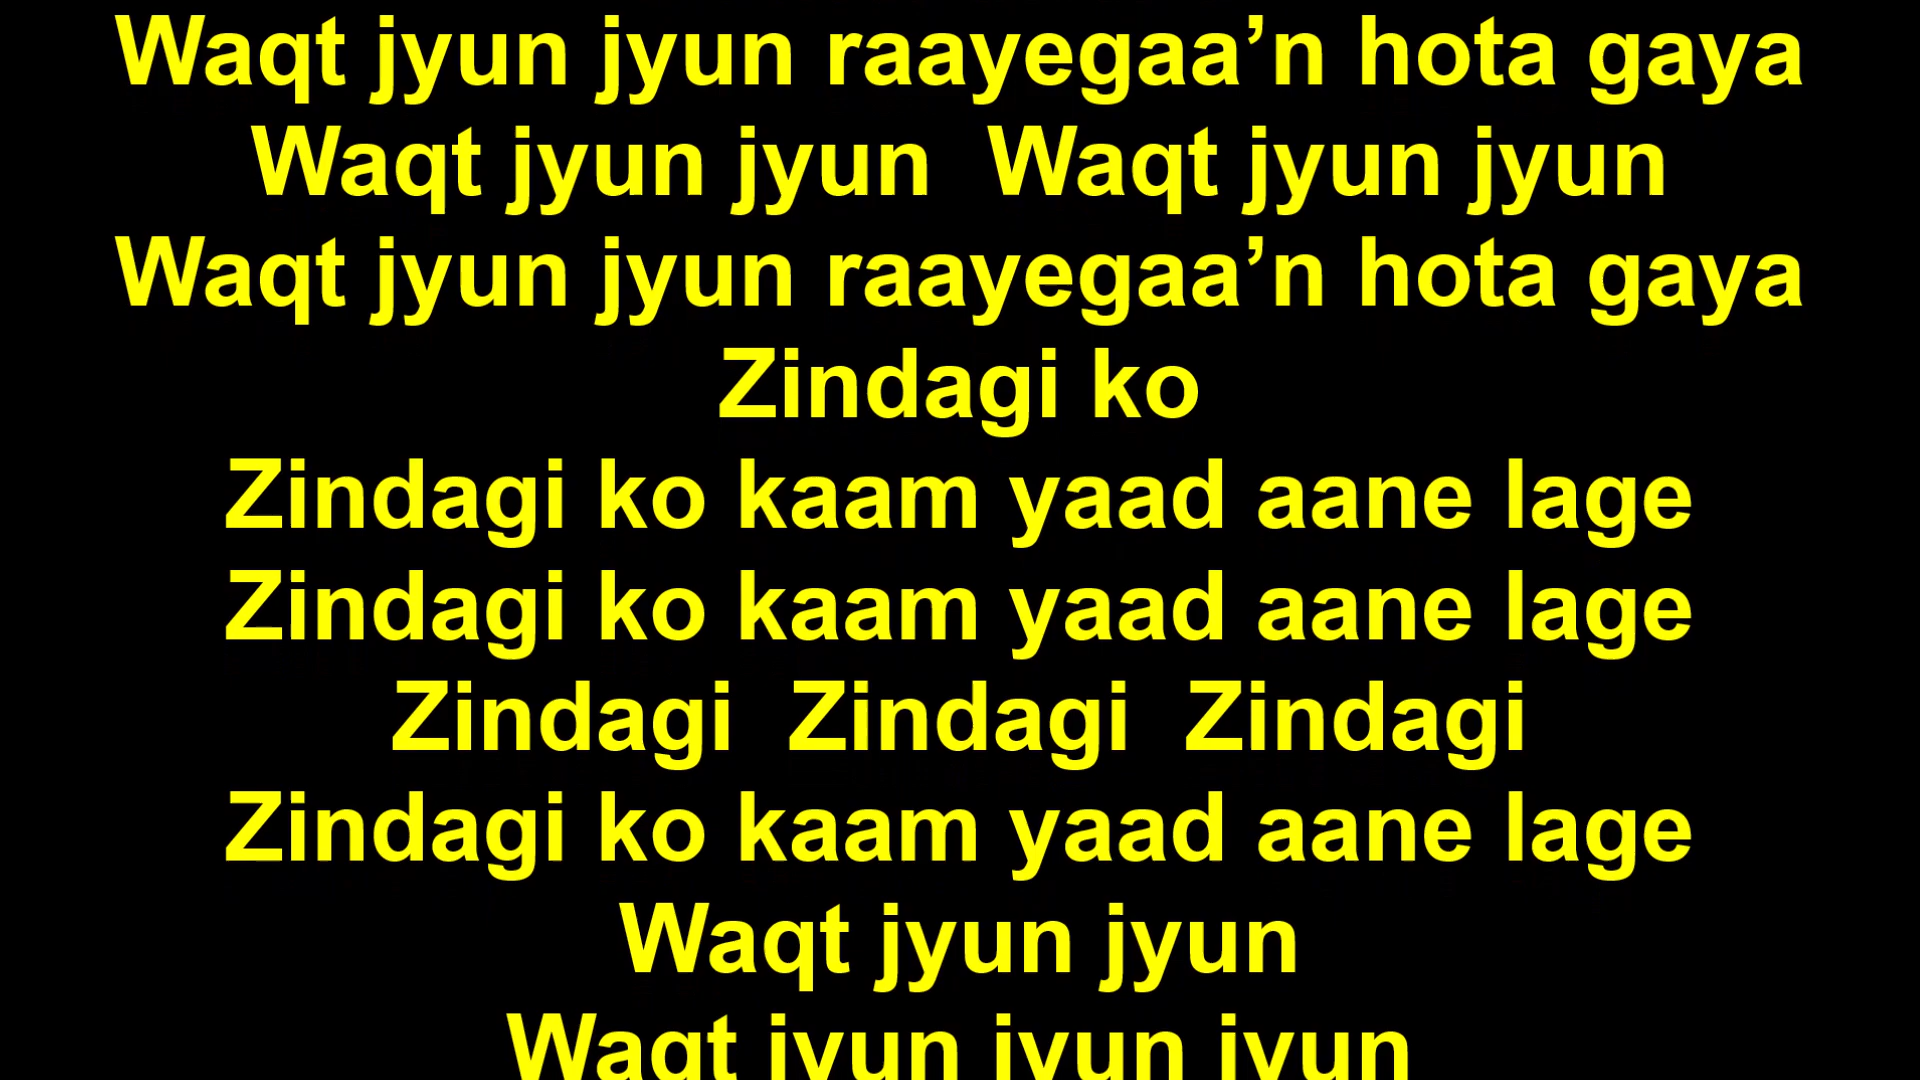 Waqt jyun jyun raayegaa’n hota gaya
Waqt jyun jyun  Waqt jyun jyun
Waqt jyun jyun raayegaa’n hota gaya
Zindagi ko
Zindagi ko kaam yaad aane lage
Zindagi ko kaam yaad aane lage
Zindagi  Zindagi  Zindagi
Zindagi ko kaam yaad aane lage
Waqt jyun jyun
Waqt jyun jyun jyun